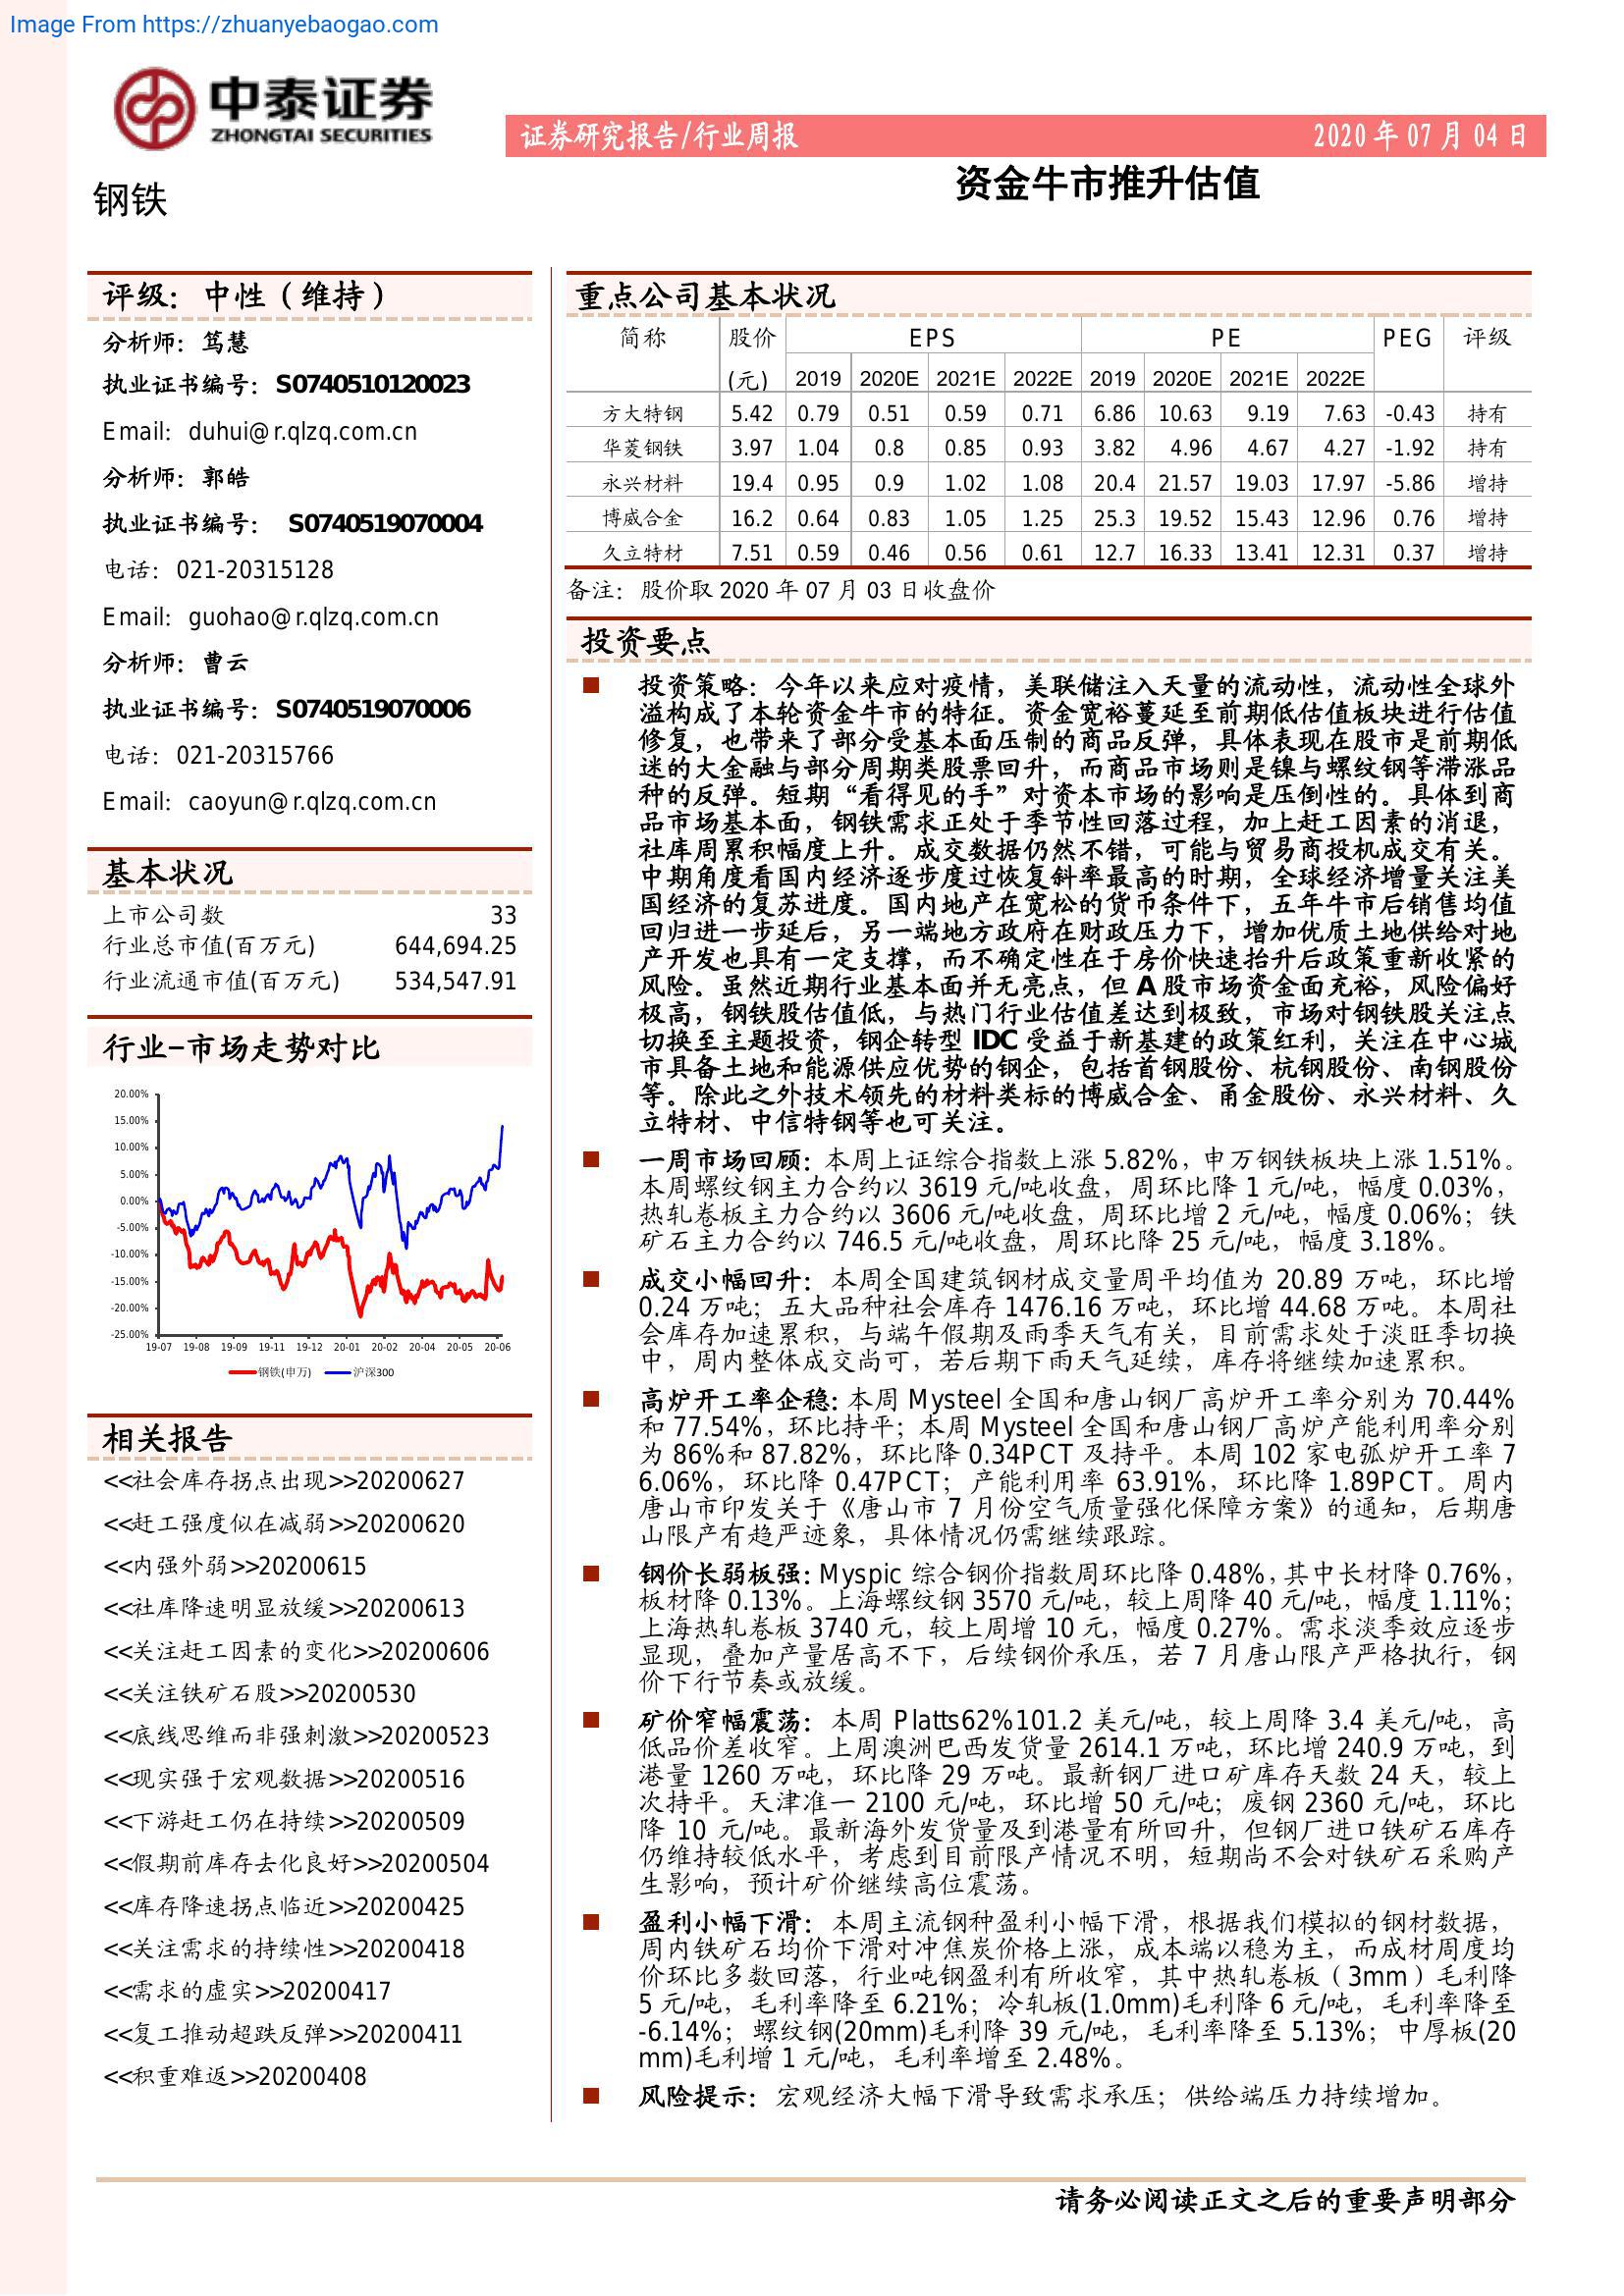 Image From https://zhuanyebaogao.com
中泰证券
ZHONGTAI SECURITIES
证券研究报告/行业周报 2020 年 07 月 04 日
钢铁
资金牛市推升估值
评级：中性（维持）
分析师：笃慧
执业证书编号：S0740510120023
Email：duhui@r.qlzq.com.cn
分析师：郭皓
执业证书编号： S0740519070004
电话：021-20315128
Email：guohao@r.qlzq.com.cn
分析师：曹云
执业证书编号：S0740519070006
电话：021-20315766
Email：caoyun@r.qlzq.com.cn
基本状况
上市公司数 33
行业总市值(百万元) 644,694.25
行业流通市值(百万元) 534,547.91
行业-市场走势对比
20.00%
15.00%
10.00%
5.00%
0.00%
-5.00%
-10.00%
-15.00%
-20.00%
-25.00%
19-07 19-08 19-09 19-11 19-12 20-01 20-02 20-04 20-05 20-06
钢铁(申万) 沪深300
相关报告
<<社会库存拐点出现>>20200627
<<赶工强度似在减弱>>20200620
<<内强外弱>>20200615
<<社库降速明显放缓>>20200613
<<关注赶工因素的变化>>20200606
<<关注铁矿石股>>20200530
<<底线思维而非强刺激>>20200523
<<现实强于宏观数据>>20200516
<<下游赶工仍在持续>>20200509
<<假期前库存去化良好>>20200504
<<库存降速拐点临近>>20200425
<<关注需求的持续性>>20200418
<<需求的虚实>>20200417
<<复工推动超跌反弹>>20200411
<<积重难返>>20200408
重点公司基本状况
简称 股价 EPS PE PEG 评级
(元) 2019 2020E 2021E 2022E 2019 2020E 2021E 2022E
方大特钢 5.42 0.79 0.51 0.59 0.71 6.86 10.63 9.19 7.63 -0.43 持有
华菱钢铁 3.97 1.04 0.8 0.85 0.93 3.82 4.96 4.67 4.27 -1.92 持有
永兴材料 19.4 0.95 0.9 1.02 1.08 20.4 21.57 19.03 17.97 -5.86 增持
博威合金 16.2 0.64 0.83 1.05 1.25 25.3 19.52 15.43 12.96 0.76 增持
久立特材 7.51 0.59 0.46 0.56 0.61 12.7 16.33 13.41 12.31 0.37 增持
备注：股价取 2020 年 07 月 03 日收盘价
投资要点
投资策略：今年以来应对疫情，美联储注入天量的流动性，流动性全球外
溢构成了本轮资金牛市的特征。资金宽裕蔓延至前期低估值板块进行估值
修复，也带来了部分受基本面压制的商品反弹，具体表现在股市是前期低
迷的大金融与部分周期类股票回升，而商品市场则是镍与螺纹钢等滞涨品
种的反弹。短期“看得见的手”对资本市场的影响是压倒性的。具体到商
品市场基本面，钢铁需求正处于季节性回落过程，加上赶工因素的消退，
社库周累积幅度上升。成交数据仍然不错，可能与贸易商投机成交有关。
中期角度看国内经济逐步度过恢复斜率最高的时期，全球经济增量关注美
国经济的复苏进度。国内地产在宽松的货币条件下，五年牛市后销售均值
回归进一步延后，另一端地方政府在财政压力下，增加优质土地供给对地
产开发也具有一定支撑，而不确定性在于房价快速抬升后政策重新收紧的
风险。虽然近期行业基本面并无亮点，但 A 股市场资金面充裕，风险偏好
极高，钢铁股估值低，与热门行业估值差达到极致，市场对钢铁股关注点
切换至主题投资，钢企转型 IDC 受益于新基建的政策红利，关注在中心城
市具备土地和能源供应优势的钢企，包括首钢股份、杭钢股份、南钢股份
等。除此之外技术领先的材料类标的博威合金、甬金股份、永兴材料、久
立特材、中信特钢等也可关注。
一周市场回顾：本周上证综合指数上涨 5.82%，申万钢铁板块上涨 1.51%。
本周螺纹钢主力合约以 3619 元/吨收盘，周环比降 1 元/吨，幅度 0.03%，
热轧卷板主力合约以 3606 元/吨收盘，周环比增 2 元/吨，幅度 0.06%；铁
矿石主力合约以 746.5 元/吨收盘，周环比降 25 元/吨，幅度 3.18%。
成交小幅回升：本周全国建筑钢材成交量周平均值为 20.89 万吨，环比增
0.24 万吨；五大品种社会库存 1476.16 万吨，环比增 44.68 万吨。本周社
会库存加速累积，与端午假期及雨季天气有关，目前需求处于淡旺季切换
中，周内整体成交尚可，若后期下雨天气延续，库存将继续加速累积。
高炉开工率企稳：本周 Mysteel 全国和唐山钢厂高炉开工率分别为 70.44%
和 77.54%，环比持平；本周 Mysteel 全国和唐山钢厂高炉产能利用率分别
为 86%和 87.82%，环比降 0.34PCT 及持平。本周 102 家电弧炉开工率 7
6.06%，环比降 0.47PCT；产能利用率 63.91%，环比降 1.89PCT。周内
唐山市印发关于《唐山市 7 月份空气质量强化保障方案》的通知，后期唐
山限产有趋严迹象，具体情况仍需继续跟踪。
钢价长弱板强：Myspic 综合钢价指数周环比降 0.48%，其中长材降 0.76%，
板材降 0.13%。上海螺纹钢 3570 元/吨，较上周降 40 元/吨，幅度 1.11%；
上海热轧卷板 3740 元，较上周增 10 元，幅度 0.27%。需求淡季效应逐步
显现，叠加产量居高不下，后续钢价承压，若 7 月唐山限产严格执行，钢
价下行节奏或放缓。
矿价窄幅震荡：本周 Platts62%101.2 美元/吨，较上周降 3.4 美元/吨，高
低品价差收窄。上周澳洲巴西发货量 2614.1 万吨，环比增 240.9 万吨，到
港量 1260 万吨，环比降 29 万吨。最新钢厂进口矿库存天数 24 天，较上
次持平。天津准一 2100 元/吨，环比增 50 元/吨；废钢 2360 元/吨，环比
降 10 元/吨。最新海外发货量及到港量有所回升，但钢厂进口铁矿石库存
仍维持较低水平，考虑到目前限产情况不明，短期尚不会对铁矿石采购产
生影响，预计矿价继续高位震荡。
盈利小幅下滑：本周主流钢种盈利小幅下滑，根据我们模拟的钢材数据，
周内铁矿石均价下滑对冲焦炭价格上涨，成本端以稳为主，而成材周度均
价环比多数回落，行业吨钢盈利有所收窄，其中热轧卷板（3mm）毛利降
5 元/吨，毛利率降至 6.21%；冷轧板(1.0mm)毛利降 6 元/吨，毛利率降至
-6.14%；螺纹钢(20mm)毛利降 39 元/吨，毛利率降至 5.13%；中厚板(20
mm)毛利增 1 元/吨，毛利率增至 2.48%。
风险提示：宏观经济大幅下滑导致需求承压；供给端压力持续增加。
请务必阅读正文之后的重要声明部分